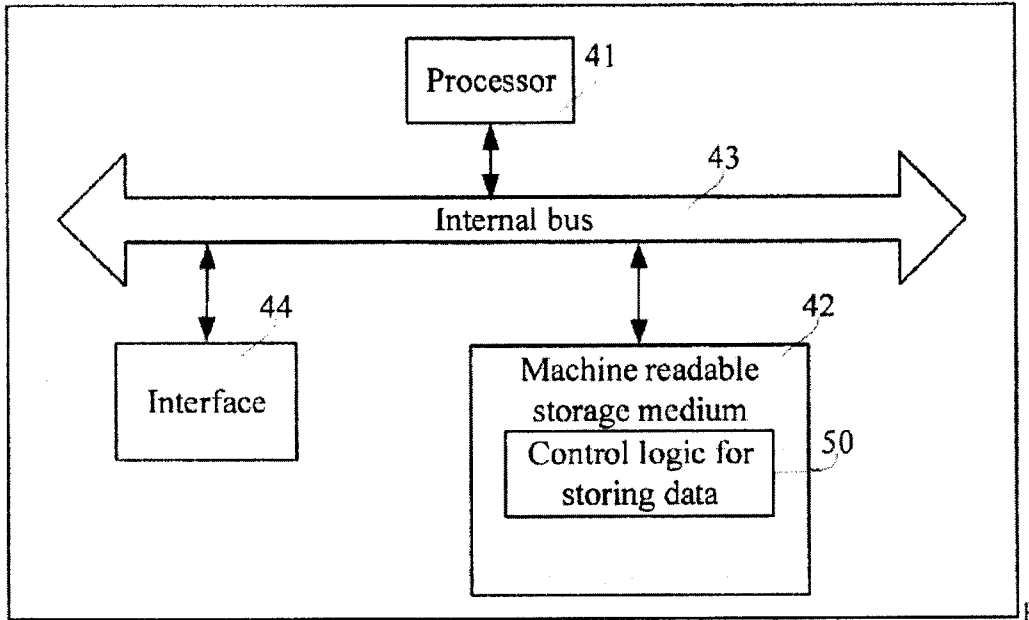 Processor
41
43
Internal bus
44
42
Interface
Machine readable
storage medium
Control logic for
storing data
50